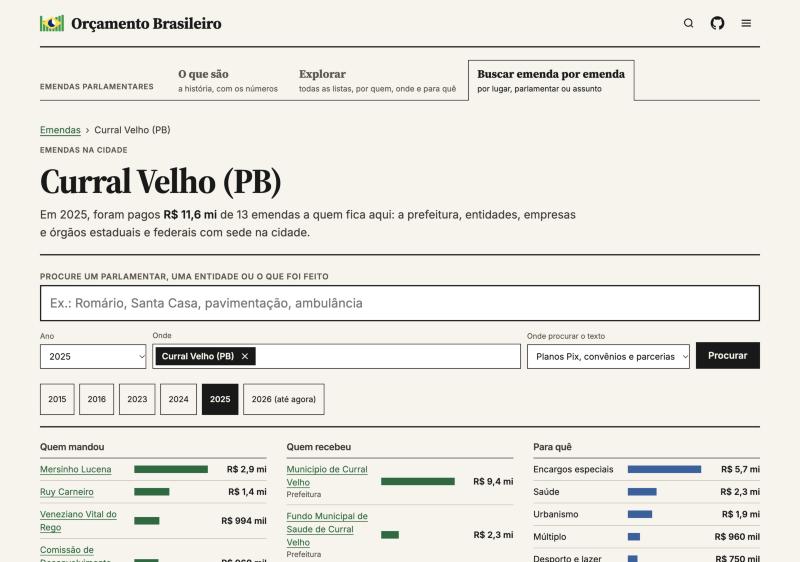 Orçamento Brasileiro
EMENDAS PARLAMENTARES
O que são
a história, com os números
Explorar
todas as listas, por quem, onde e para quê
Buscar emenda por emenda
por lugar, parlamentar ou assunto
Emendas › Curral Velho (PB)
EMENDAS NA CIDADE
Curral Velho (PB)
Em 2025, foram pagos R$ 11,6 mi de 13 emendas a quem fica aqui: a prefeitura, entidades, empresas
e órgãos estaduais e federais com sede na cidade.
PROCURE UM PARLAMENTAR, UMA ENTIDADE OU O QUE FOI FEITO
Ex.: Romário, Santa Casa, pavimentação, ambulância
Ano
2025
Onde
Curral Velho (PB) ×
Onde procurar o texto
Planos Pix, convênios e parcerias
Procurar
2015
2016
2023
2024
2025
2026 (até agora)
Quem mandou
Mersinho Lucena R$ 2,9 mi
Ruy Carneiro R$ 1,4 mi
Veneziano Vital do
Rego
R$ 994 mil
Comissão de
Quem recebeu
Municipio de Curral
Velho
Prefeitura
R$ 9,4 mi
Fundo Municipal de
Saude de Curral
Velho
Prefeitura
R$ 2,3 mi
Para quê
Encargos especiais R$ 5,7 mi
Saúde R$ 2,3 mi
Urbanismo R$ 1,9 mi
Múltiplo R$ 960 mil
Desporto e lazer R$ 750 mil